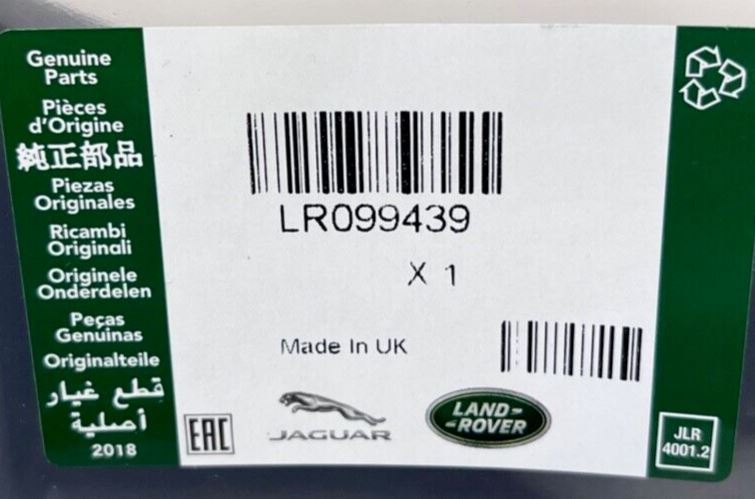 Genuine
Parts
Pièces
d'Origine
純正部品
Piezas
Originales
Ricambi
Originali
Originele
Onderdelen
Peças
Genuinas
Originalteile
قطع غيار
أصلية
2018
LR099439
X 1
Made In UK
EAC
JAGUAR
LAND-
-ROVER
JLR
4001.2